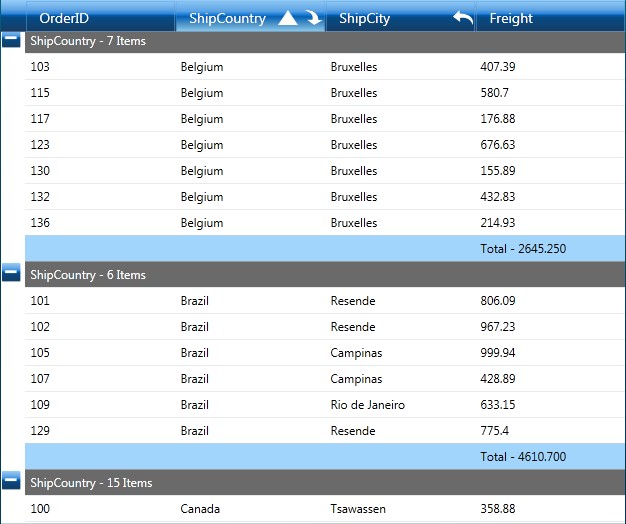 OrderID ShipCountry ShipCity Freight
ShipCountry - 7 Items
103 Belgium Bruxelles 407.39
115 Belgium Bruxelles 580.7
117 Belgium Bruxelles 176.88
123 Belgium Bruxelles 676.63
130 Belgium Bruxelles 155.89
132 Belgium Bruxelles 432.83
136 Belgium Bruxelles 214.93
Total - 2645.250
ShipCountry - 6 Items
101 Brazil Resende 806.09
102 Brazil Resende 967.23
105 Brazil Campinas 999.94
107 Brazil Campinas 428.89
109 Brazil Rio de Janeiro 633.15
129 Brazil Resende 775.4
Total - 4610.700
ShipCountry - 15 Items
100 Canada Tsawassen 358.88